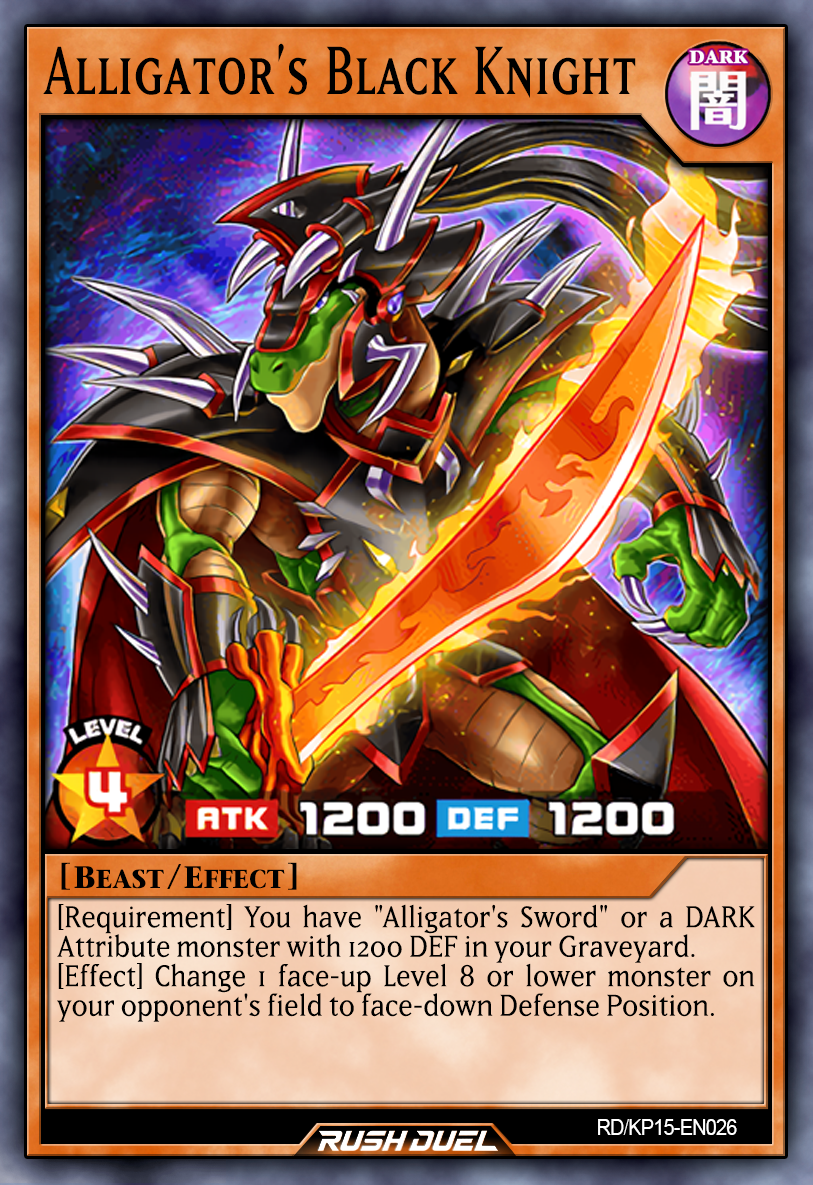 Alligator's Black Knight
DARK
闇
LEVEL
4
ATK 1200 DEF 1200
[Beast/Effect]
[Requirement] You have "Alligator's Sword" or a DARK
Attribute monster with 1200 DEF in your Graveyard.
[Effect] Change 1 face-up Level 8 or lower monster on
your opponent's field to face-down Defense Position.
RD/KP15-EN026
RUSH DUEL